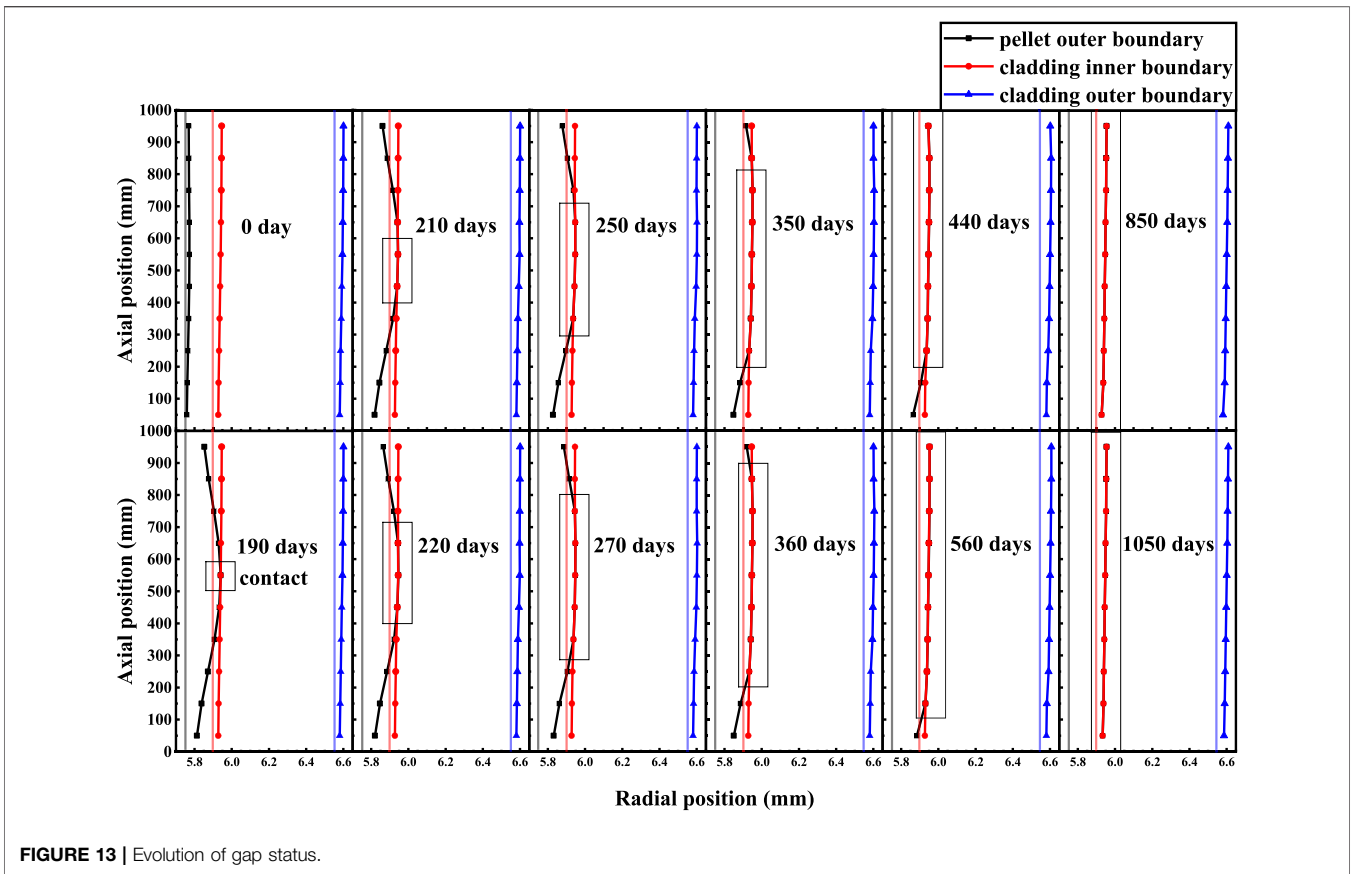 pellet outer boundary
cladding inner boundary
cladding outer boundary
1000
900
800
700
600
500
400
300
200
100
Axial position (mm)
0 day
210 days
250 days
350 days
440 days
850 days
1000
900
800
700
600
500
400
300
200
100
0
Axial position (mm)
190 days
contact
220 days
270 days
360 days
560 days
1050 days
5.8 6.0 6.2 6.4 6.6 5.8 6.0 6.2 6.4 6.6 5.8 6.0 6.2 6.4 6.6 5.8 6.0 6.2 6.4 6.6 5.8 6.0 6.2 6.4 6.6 5.8 6.0 6.2 6.4 6.6
Radial position (mm)
FIGURE 13 | Evolution of gap status.